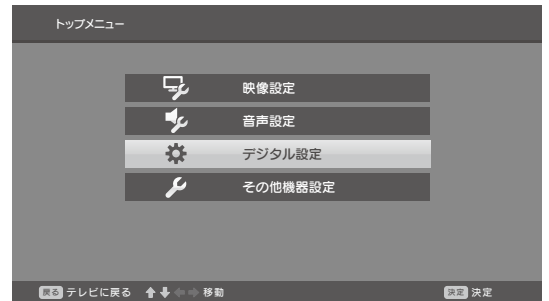 トップメニュー
映像設定
音声設定
デジタル設定
その他機器設定
戻る テレビに戻る 移動 決定 決定